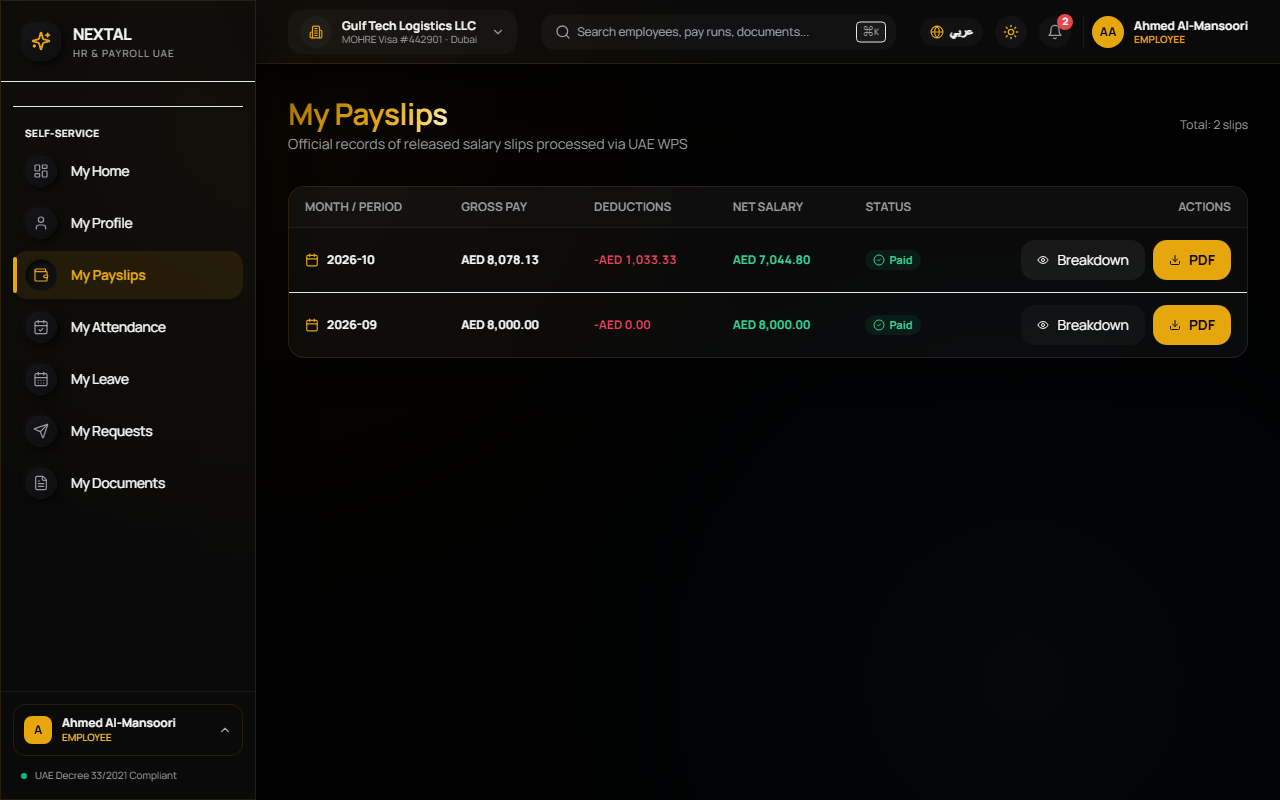 NEXTAL
HR & PAYROLL UAE
Gulf Tech Logistics LLC
MOHRE Visa #442901 - Dubai
Search employees, pay runs, documents...
⌘K
عربي
2
AA
Ahmed Al-Mansoori
EMPLOYEE
SELF-SERVICE
My Home
My Profile
My Payslips
My Attendance
My Leave
My Requests
My Documents
My Payslips
Official records of released salary slips processed via UAE WPS
Total: 2 slips
MONTH / PERIOD GROSS PAY DEDUCTIONS NET SALARY STATUS ACTIONS
2026-10 AED 8,078.13 -AED 1,033.33 AED 7,044.80 Paid Breakdown PDF
2026-09 AED 8,000.00 -AED 0.00 AED 8,000.00 Paid Breakdown PDF
A
Ahmed Al-Mansoori
EMPLOYEE
UAE Decree 33/2021 Compliant